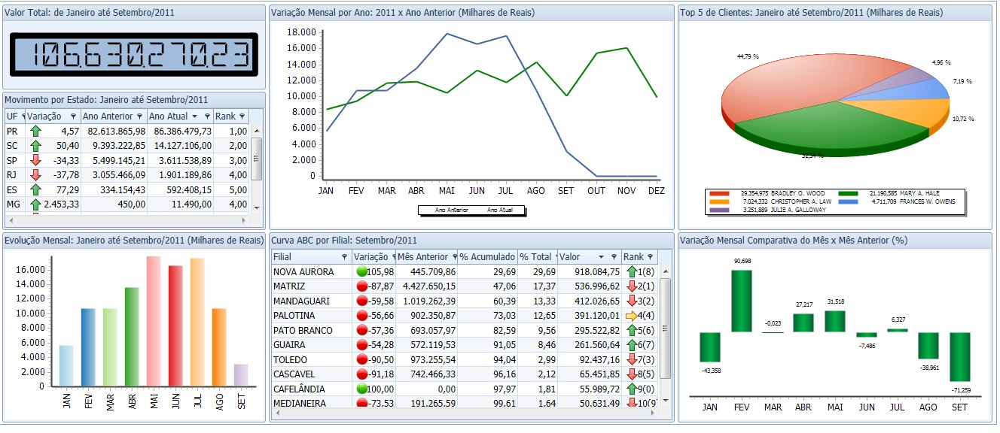 Valor Total: de Janeiro até Setembro/2011
106.630.270.23
Movimento por Estado: Janeiro até Setembro/2011
UF Variação Ano Anterior Ano Atual Rank
PR 4,57 82.613.865,98 86.386.479,73 1,00
SC 50,40 9.393.222,85 14.127.106,00 2,00
SP -34,33 5.499.145,21 3.611.538,89 3,00
RJ -37,78 3.055.466,09 1.901.189,86 4,00
ES 77,29 334.154,43 592.408,15 5,00
MG 2.453,33 450,00 11.490,00 4,00
Variação Mensal por Ano: 2011 x Ano Anterior (Milhares de Reais)
18.000
16.000
14.000
12.000
10.000
8.000
6.000
4.000
2.000
0
JAN FEV MAR ABR MAI JUN JUL AGO SET OUT NOV DEZ
Ano Anterior Ano Atual
Top 5 de Clientes: Janeiro até Setembro/2011 (Milhares de Reais)
44,79 %
4,96 %
7,19 %
10,72 %
32,34 %
29.354,975 BRADLEY O. WOOD 21.190,585 MARY A. HALE
7.024,332 CHRISTOPHER A. LAW 4.711,709 FRANCES W. OWENS
3.251,889 JULIE A. GALLOWAY
Evolução Mensal: Janeiro até Setembro/2011 (Milhares de Reais)
16.000
14.000
12.000
10.000
8.000
6.000
4.000
2.000
0
JAN FEV MAR ABR MAI JUN JUL AGO SET
Curva ABC por Filial: Setembro/2011
Filial Variação Mês Anterior % Acumulado % Total Valor Rank
NOVA AURORA 105,98 445.709,86 29,69 29,69 918.084,75 1(8)
MATRIZ -87,87 4.427.650,15 47,06 17,37 536.996,62 2(1)
MANDAGUARI -59,58 1.019.262,39 60,39 13,33 412.026,65 3(2)
PALOTINA -56,66 902.350,87 73,03 12,65 391.120,01 4(4)
PATO BRANCO -57,36 693.057,97 82,59 9,56 295.522,82 5(6)
GUAIRA -54,28 572.119,53 91,05 8,46 261.560,64 6(7)
TOLEDO -90,50 973.255,54 94,04 2,99 92.437,16 7(3)
CASCAVEL -91,18 742.466,33 96,16 2,12 65.451,85 8(5)
CAFELÂNDIA 100,00 0,00 97,97 1,81 55.989,72 9(0)
MEDIANEIRA -73,53 191.265,59 99,61 1,64 50.631,49 10(9)
Variação Mensal Comparativa do Mês x Mês Anterior (%)
90,698
27,217
31,518
6,327
-0,023
-7,486
-43,358
-38,961
-71,259
JAN FEV MAR ABR MAI JUN JUL AGO SET